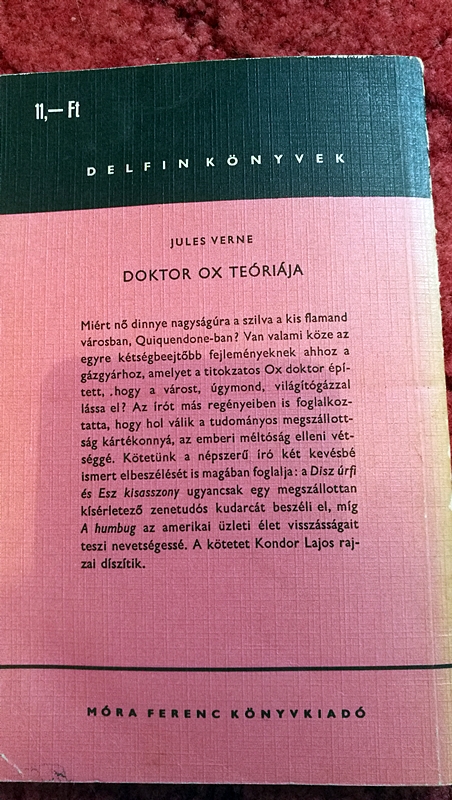 11,— Ft
DELFIN KÖNYVEK
JULES VERNE
DOKTOR OX TEÓRIÁJA
Miért nő dinnye nagyságúra a szilva a kis flamand
városban, Quiquendone-ban? Van valami köze az
egyre kétségbeejtőbb fejleményeknek ahhoz a
gázgyárhoz, amelyet a titokzatos Ox doktor épí-
tett, .hogy a várost, úgymond, világítógázzal
lássa el? Az írót más regényeiben is foglalkoz-
tatta, hogy hol válik a tudományos megszállott-
ság kártékonnyá, az emberi méltóság elleni vét-
séggé. Kötetünk a népszerű író két kevésbé
ismert elbeszélését is magában foglalja: a Disz úrfi
és Esz kisasszony ugyancsak egy megszállottan
kísérletező zenetudós kudarcát beszéli el, míg
A humbug az amerikai üzleti élet visszásságait
teszi nevetségessé. A kötetet Kondor Lajos raj-
zai díszítik.
MÓRA FERENC KÖNYVKIADÓ